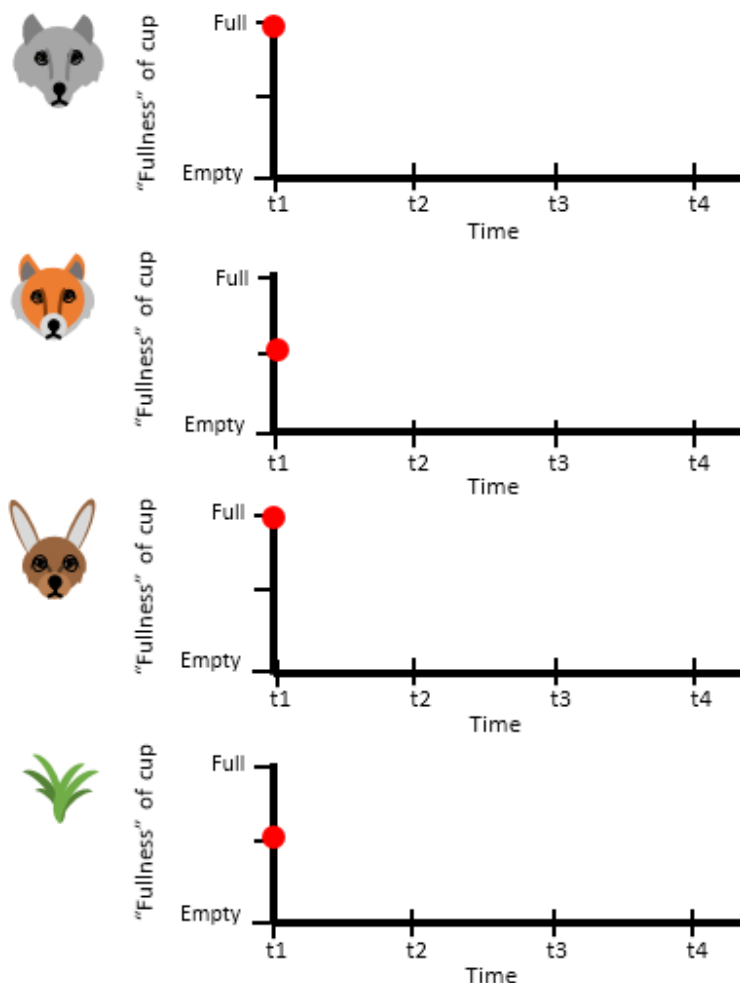 Full
"Fullness" of cup
Empty
t1 t2 t3 t4
Time
Full
"Fullness" of cup
Empty
t1 t2 t3 t4
Time
Full
"Fullness" of cup
Empty
t1 t2 t3 t4
Time
Full
"Fullness" of cup
Empty
t1 t2 t3 t4
Time